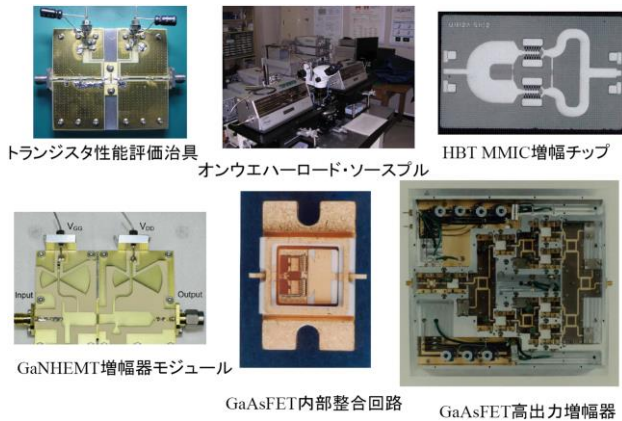 トランジスタ性能評価治具
オンウエハーロード・ソースプル
HBT MMIC増幅チップ
VGG
VDD
Input
Output
GaNHEMT増幅器モジュール
GaAsFET内部整合回路
GaAsFET高出力増幅器